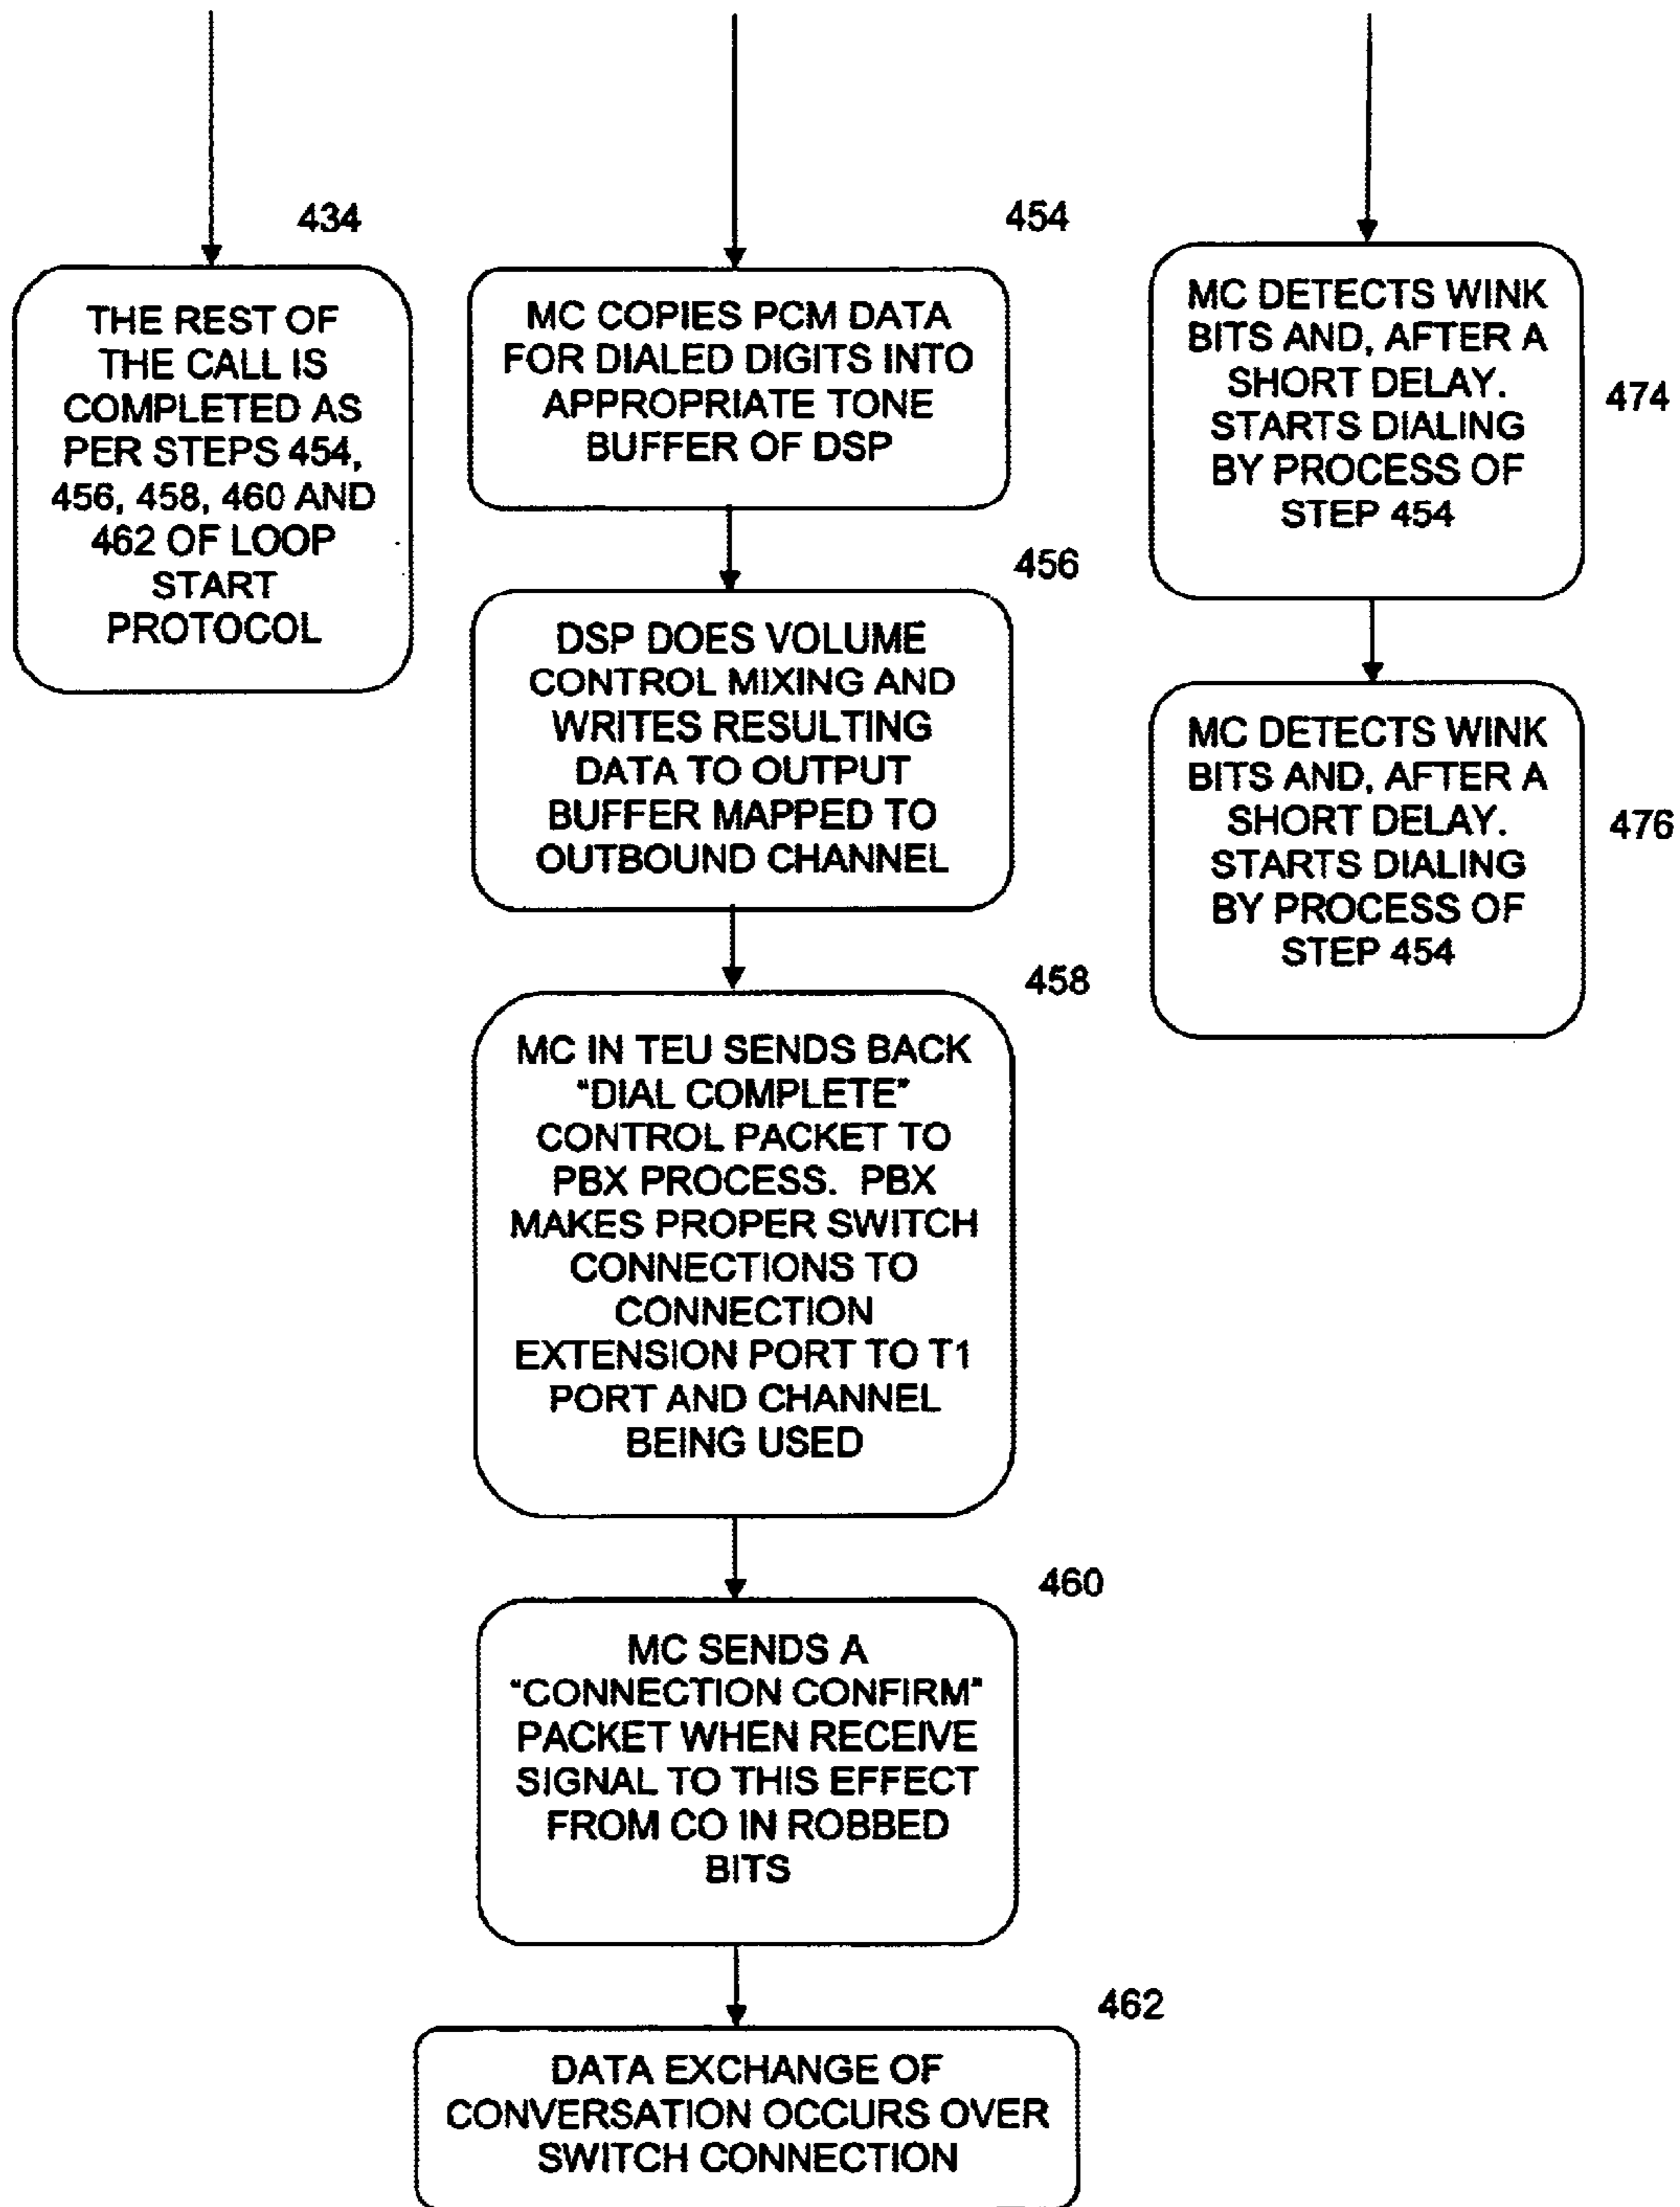 434
THE REST OF
THE CALL IS
COMPLETED AS
PER STEPS 454,
456, 458, 460 AND
462 OF LOOP
START
PROTOCOL
454
MC COPIES PCM DATA
FOR DIALED DIGITS INTO
APPROPRIATE TONE
BUFFER OF DSP
456
DSP DOES VOLUME
CONTROL MIXING AND
WRITES RESULTING
DATA TO OUTPUT
BUFFER MAPPED TO
OUTBOUND CHANNEL
458
MC IN TEU SENDS BACK
"DIAL COMPLETE"
CONTROL PACKET TO
PBX PROCESS. PBX
MAKES PROPER SWITCH
CONNECTIONS TO
CONNECTION
EXTENSION PORT TO T1
PORT AND CHANNEL
BEING USED
460
MC SENDS A
"CONNECTION CONFIRM"
PACKET WHEN RECEIVE
SIGNAL TO THIS EFFECT
FROM CO IN ROBBED
BITS
462
DATA EXCHANGE OF
CONVERSATION OCCURS OVER
SWITCH CONNECTION
MC DETECTS WINK
BITS AND, AFTER A
SHORT DELAY.
STARTS DIALING
BY PROCESS OF
STEP 454
474
MC DETECTS WINK
BITS AND, AFTER A
SHORT DELAY.
STARTS DIALING
BY PROCESS OF
STEP 454
476